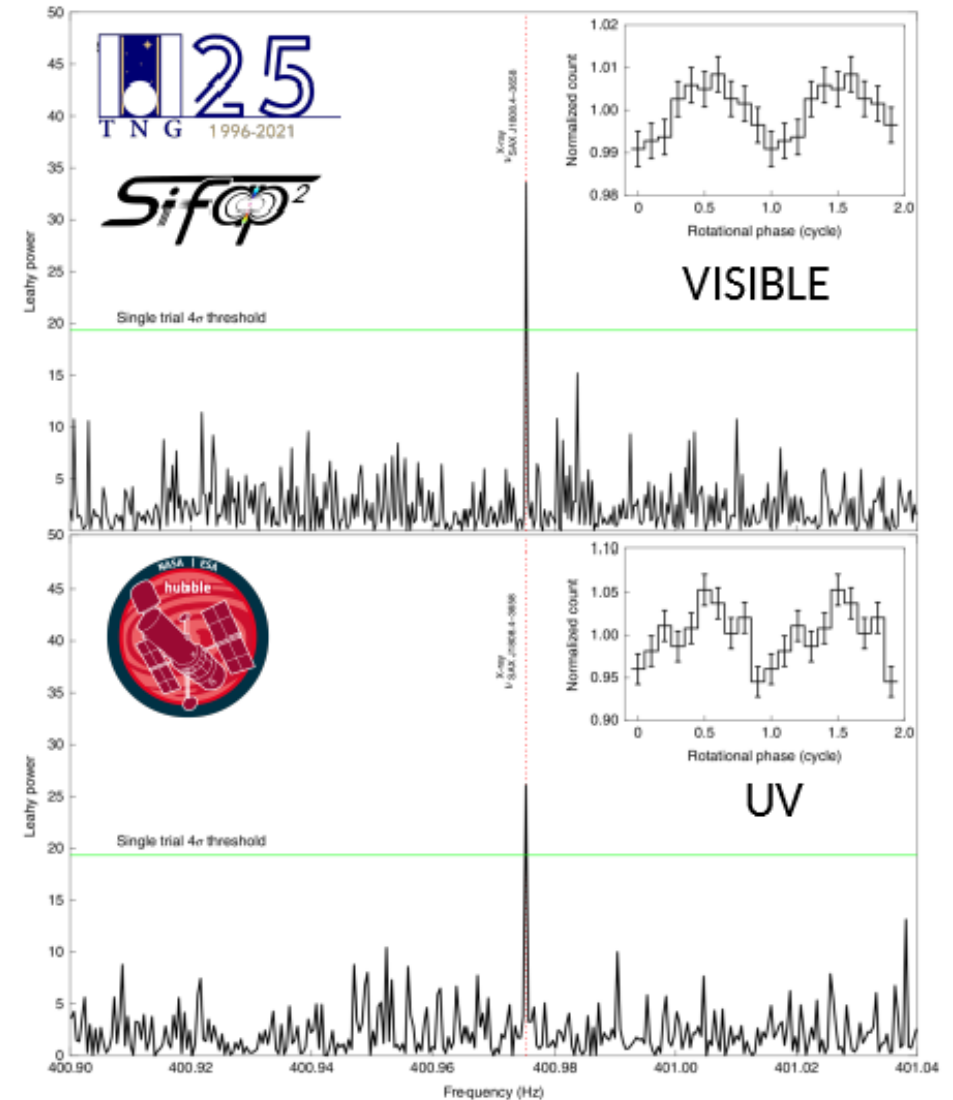 50
45
40
35
30
25
20
15
10
5
Leahy power
TNG
25
1996-2021
Sifap2
Single trial 4σ threshold
X-ray
ν SAX J1808.4–3658
1.02
1.01
1.00
0.99
0.98
Normalized count
0 0.5 1.0 1.5 2.0
Rotational phase (cycle)
VISIBLE
50
45
40
35
30
25
20
15
10
5
0
Leahy power
NASA | ESA
hubble
Single trial 4σ threshold
X-ray
ν SAX J1808.4–3658
1.10
1.05
1.00
0.95
0.90
Normalized count
0 0.5 1.0 1.5 2.0
Rotational phase (cycle)
UV
400.90 400.92 400.94 400.96 400.98 401.00 401.02 401.04
Frequency (Hz)